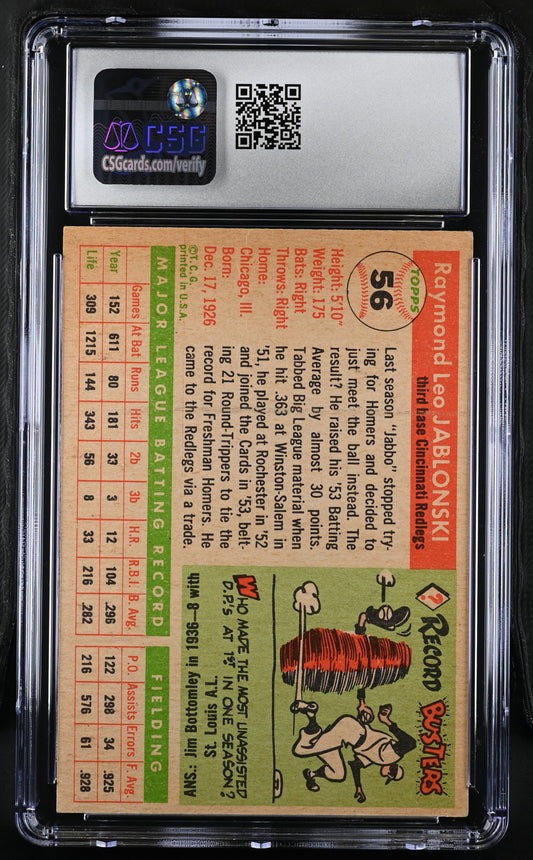 CSG
CSGcards.com/verify
TOPPS
56
Raymond Leo JABLONSKI
third base Cincinnati Redlegs
Height: 5'10"
Weight: 175
Bats: Right
Throws: Right
Home:
Chicago, Ill.
Born:
Dec. 17, 1926
©T. C. G.
printed in U.S.A.
Last season "Jabbo" stopped try-
ing for Homers and decided to
just meet the ball instead. The
result? He raised his '53 Batting
Average by almost 30 points.
Tabbed Big League material when
he hit .363 at Winston-Salem in
'51, he played at Rochester in '52
and joined the Cards in '53, belt-
ing 21 Round-Trippers to tie the
record for Freshman Homers. He
came to the Redlegs via a trade.
? RECORD BUSTERS
WHO MADE THE MOST UNASSISTED
D.P.'S AT 1ST IN ONE SEASON?
ANS.: Jim Bottomley in 1936-8 with
St. Louis A.L.
MAJOR LEAGUE BATTING RECORD FIELDING
Games At Bat Runs Hits 2b 3b H.R. R.B.I. B. Avg. P.O. Assists Errors F. Avg.
Year 152 611 80 181 33 3 12 104 .296 122 298 34 .925
Life 309 1215 144 343 56 8 33 216 .282 216 576 61 .928